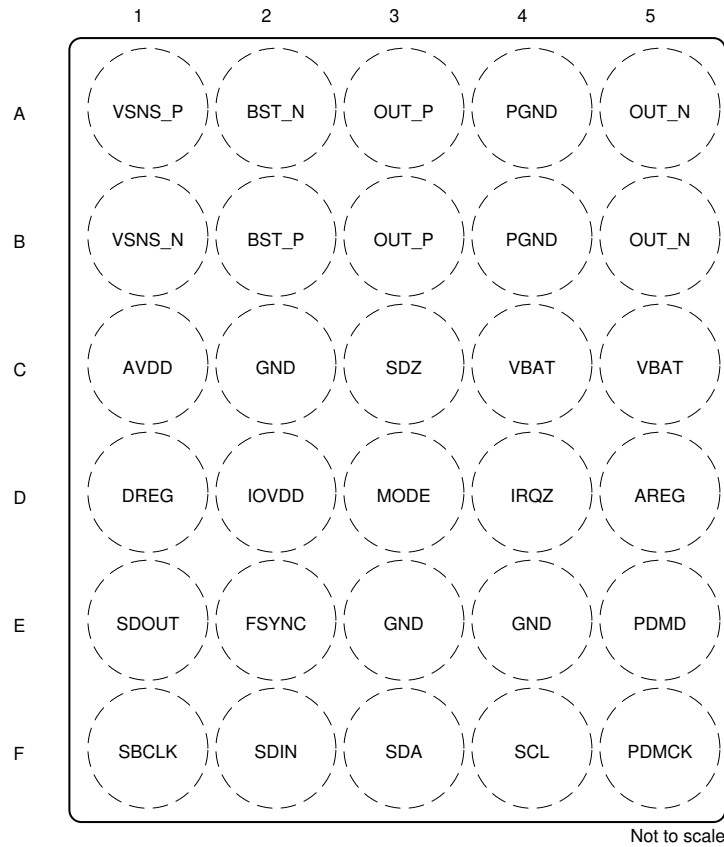 1 2 3 4 5
A VSNS_P BST_N OUT_P PGND OUT_N
B VSNS_N BST_P OUT_P PGND OUT_N
C AVDD GND SDZ VBAT VBAT
D DREG IOVDD MODE IRQZ AREG
E SDOUT FSYNC GND GND PDMD
F SBCLK SDIN SDA SCL PDMCK
Not to scale